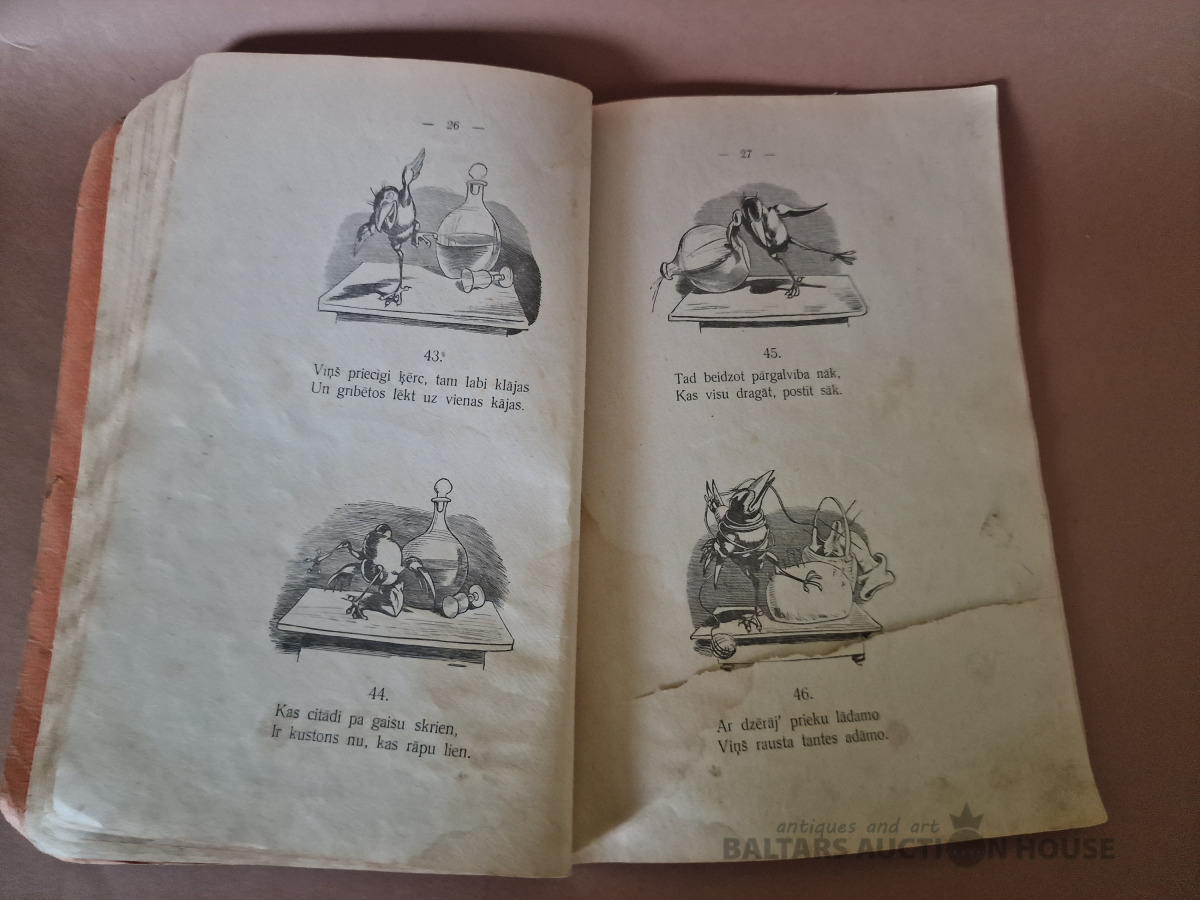 — 26 —
43.
Viņš priecīgi ķērc, tam labi klājas
Un gribētos lēkt uz vienas kājas.
44.
Kas citādi pa gaisu skrien,
Ir kustons nu, kas rāpu lien.
— 27 —
45.
Tad beidzot pārgalvība nāk,
Kas visu dragāt, postīt sāk.
46.
Ar dzērāj' prieku lādamo
Viņš rausta tantes adāmo.
antiques and art
BALTARS AUCTION HOUSE